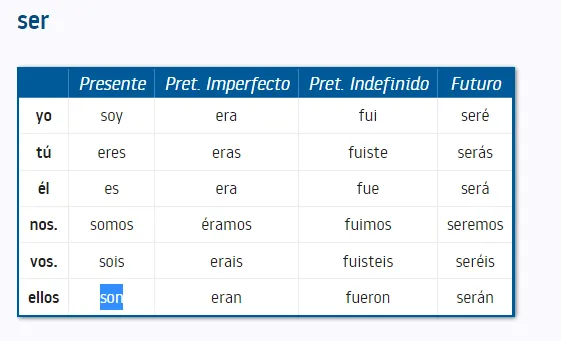 ser
Presente Pret. Imperfecto Pret. Indefinido Futuro
yo soy era fui seré
tú eres eras fuiste serás
él es era fue será
nos. somos éramos fuimos seremos
vos. sois erais fuisteis seréis
ellos son eran fueron serán